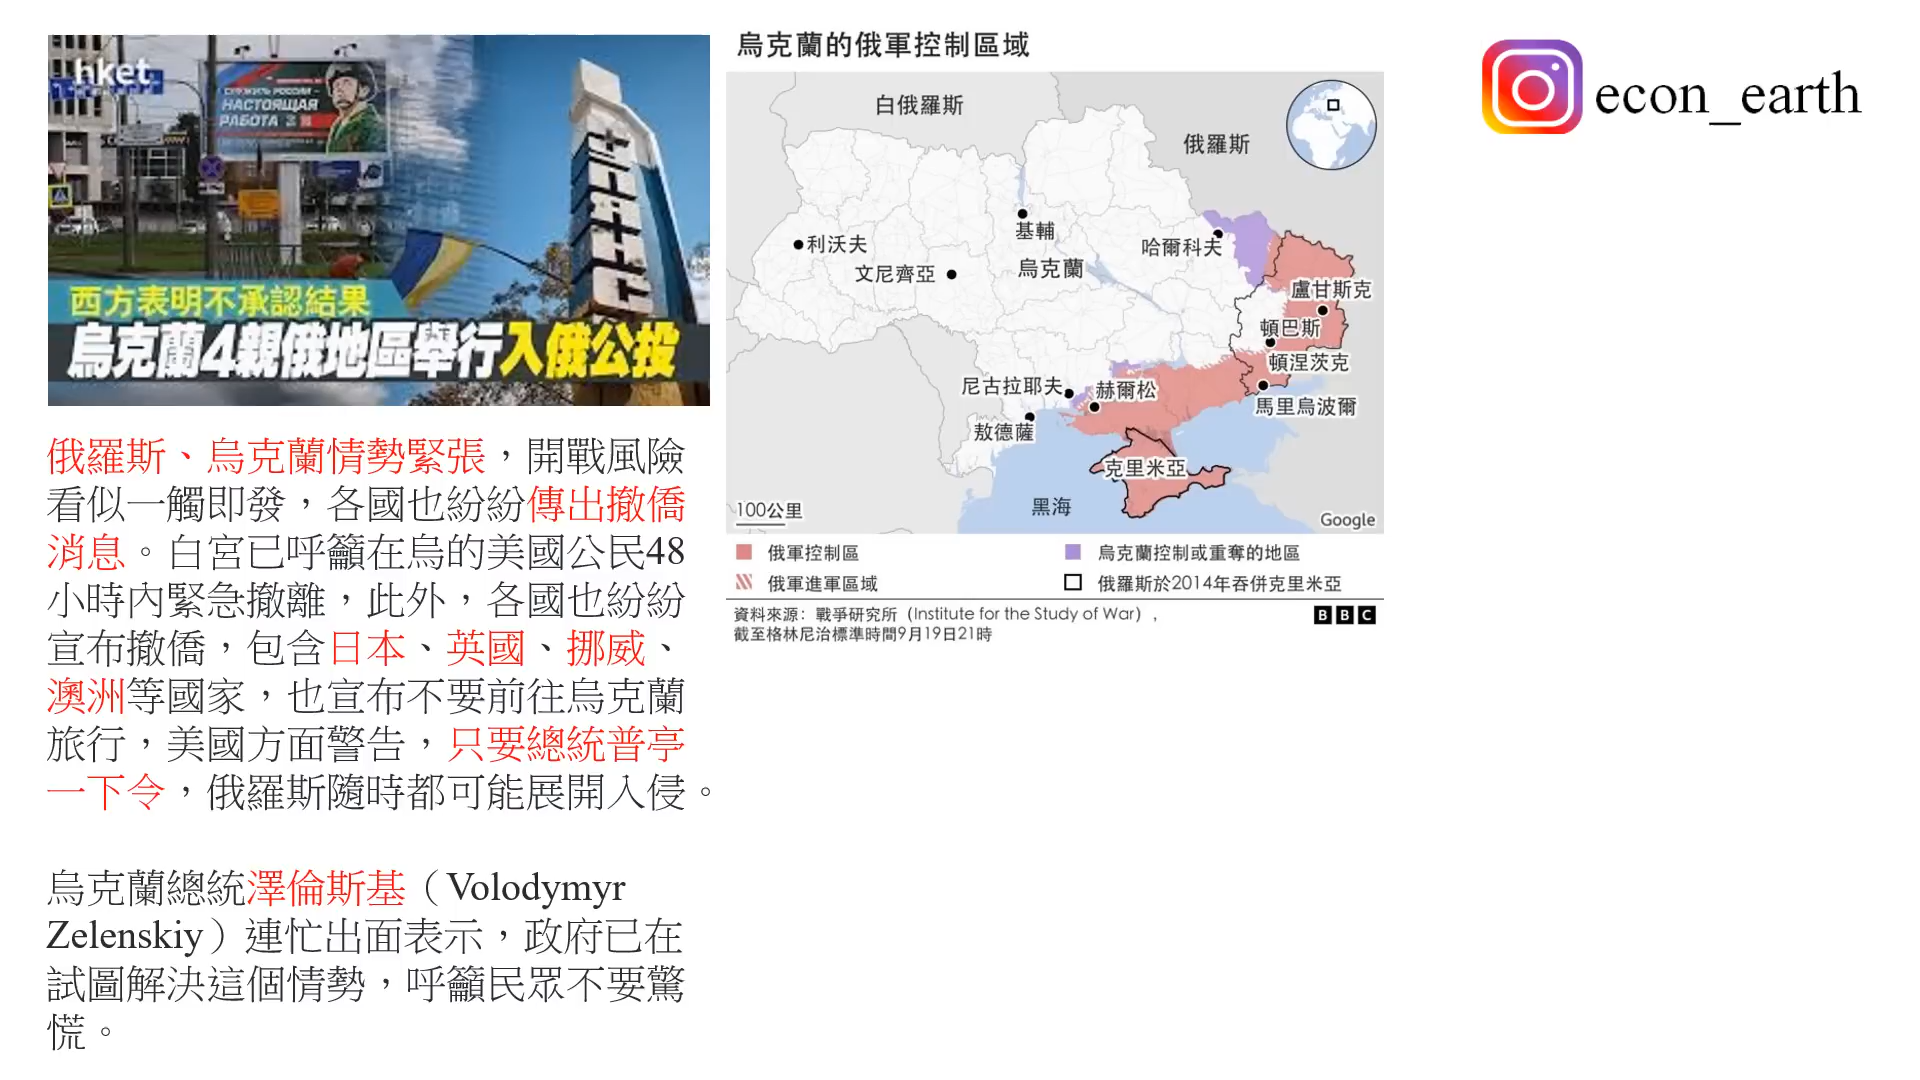 hket
СЛУЖИТЬ РОССИИ -
НАСТОЯЩАЯ
РАБОТА
西方表明不承認結果
烏克蘭4親俄地區舉行入俄公投
俄羅斯、烏克蘭情勢緊張，開戰風險
看似一觸即發，各國也紛紛傳出撤僑
消息。白宮已呼籲在烏的美國公民48
小時內緊急撤離，此外，各國也紛紛
宣布撤僑，包含日本、英國、挪威、
澳洲等國家，也宣布不要前往烏克蘭
旅行，美國方面警告，只要總統普亭
一下令，俄羅斯隨時都可能展開入侵。
烏克蘭總統澤倫斯基（Volodymyr
Zelenskiy）連忙出面表示，政府已在
試圖解決這個情勢，呼籲民眾不要驚
慌。
烏克蘭的俄軍控制區域
白俄羅斯
俄羅斯
基輔
利沃夫
哈爾科夫
文尼齊亞
烏克蘭
盧甘斯克
頓巴斯
頓涅茨克
尼古拉耶夫
赫爾松
馬里烏波爾
敖德薩
克里米亞
黑海
100公里
Google
俄軍控制區
烏克蘭控制或重奪的地區
俄軍進軍區域
俄羅斯於2014年吞併克里米亞
資料來源：戰爭研究所（Institute for the Study of War），
截至格林尼治標準時間9月19日21時
BBC
econ_earth